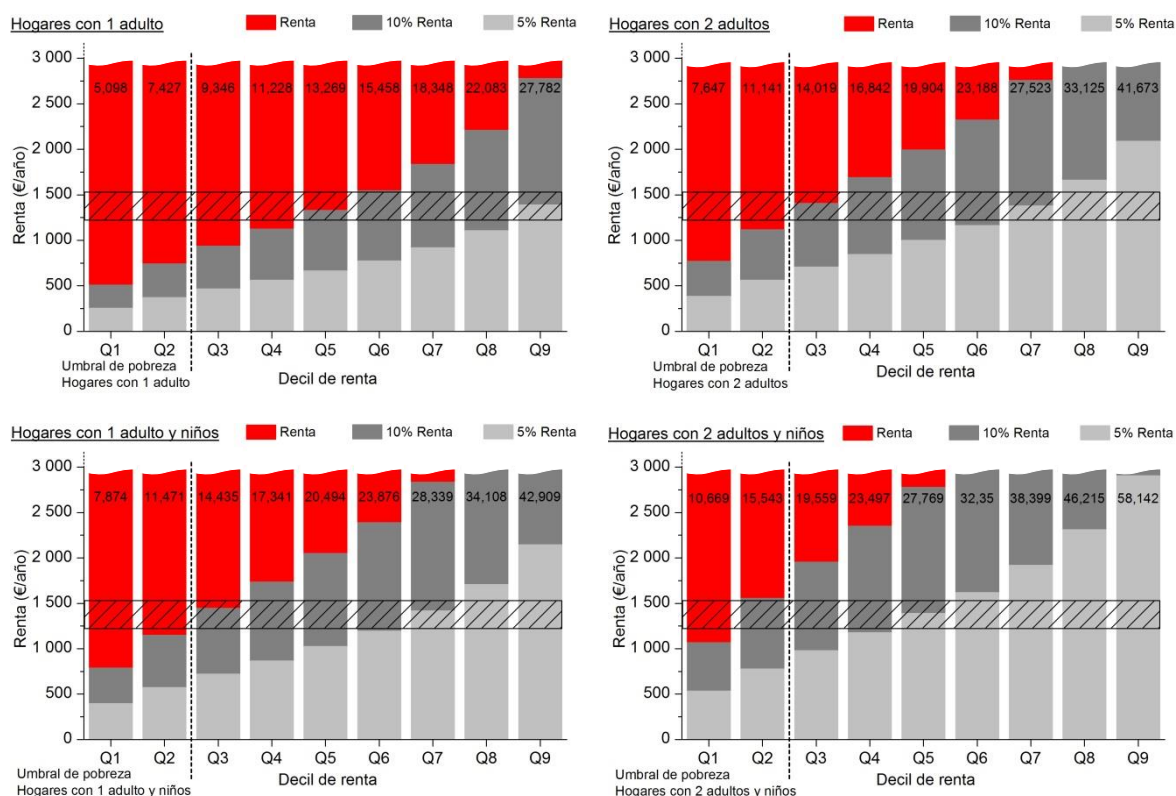 Hogares con 1 adulto
Renta 10% Renta 5% Renta
Renta (€/año)
3 000
2 500
2 000
1 500
1 000
500
0
5,098 7,427 9,346 11,228 13,269 15,458 18,348 22,083 27,782
Q1 Q2 Q3 Q4 Q5 Q6 Q7 Q8 Q9
Umbral de pobreza
Hogares con 1 adulto
Decil de renta
Hogares con 2 adultos
Renta 10% Renta 5% Renta
Renta (€/año)
3 000
2 500
2 000
1 500
1 000
500
0
7,647 11,141 14,019 16,842 19,904 23,188 27,523 33,125 41,673
Q1 Q2 Q3 Q4 Q5 Q6 Q7 Q8 Q9
Umbral de pobreza
Hogares con 2 adultos
Decil de renta
Hogares con 1 adulto y niños
Renta 10% Renta 5% Renta
Renta (€/año)
3 000
2 500
2 000
1 500
1 000
500
0
7,874 11,471 14,435 17,341 20,494 23,876 28,339 34,108 42,909
Q1 Q2 Q3 Q4 Q5 Q6 Q7 Q8 Q9
Umbral de pobreza
Hogares con 1 adulto y niños
Decil de renta
Hogares con 2 adultos y niños
Renta 10% Renta 5% Renta
Renta (€/año)
3 000
2 500
2 000
1 500
1 000
500
0
10,669 15,543 19,559 23,497 27,769 32,35 38,399 46,215 58,142
Q1 Q2 Q3 Q4 Q5 Q6 Q7 Q8 Q9
Umbral de pobreza
Hogares con 2 adultos y niños
Decil de renta